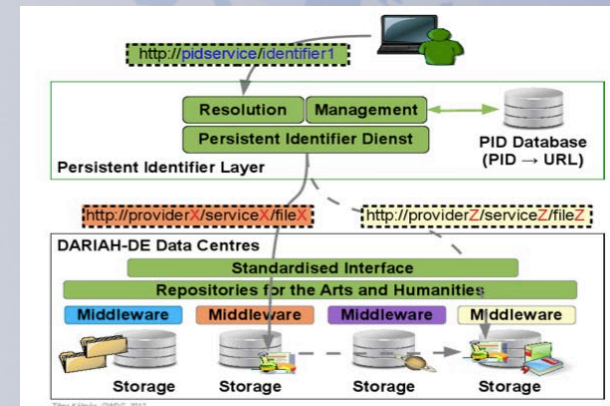 http://pidservice/identifier1
Resolution Management
Persistent Identifier Dienst
PID Database
(PID → URL)
Persistent Identifier Layer
http://providerX/serviceX/fileX http://providerZ/serviceZ/fileZ
DARIAH-DE Data Centres
Standardised Interface
Repositories for the Arts and Humanities
Middleware Middleware Middleware Middleware
Storage Storage Storage Storage